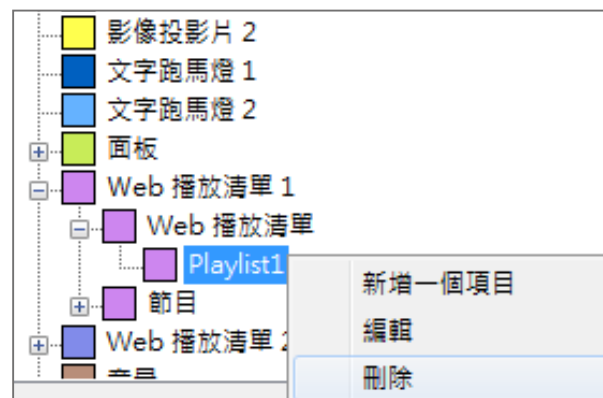 影像投影片 2
文字跑馬燈 1
文字跑馬燈 2
面板
Web 播放清單 1
Web 播放清單
Playlist1
新增一個項目
節目
編輯
Web 播放清單 2
刪除